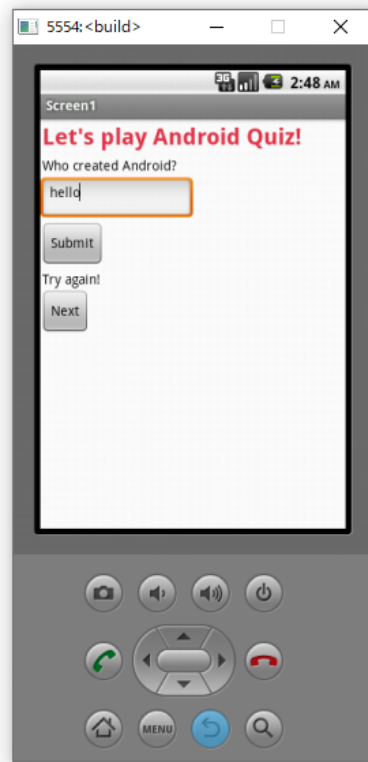 5554:<build>
3G 2:48 AM
Screen1
Let's play Android Quiz!
Who created Android?
hello
Submit
Try again!
Next
MENU